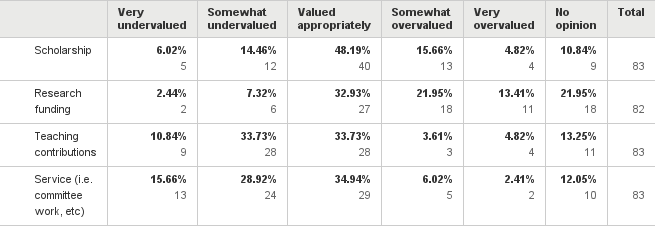 Very undervalued Somewhat undervalued Valued appropriately Somewhat overvalued Very overvalued No opinion Total
Scholarship 6.02% 14.46% 48.19% 15.66% 4.82% 10.84%
5 12 40 13 4 9 83
Research 2.44% 7.32% 32.93% 21.95% 13.41% 21.95%
funding 2 6 27 18 11 18 82
Teaching 10.84% 33.73% 33.73% 3.61% 4.82% 13.25%
contributions 9 28 28 3 4 11 83
Service (i.e. 15.66% 28.92% 34.94% 6.02% 2.41% 12.05%
committee 13 24 29 5 2 10 83
work, etc)